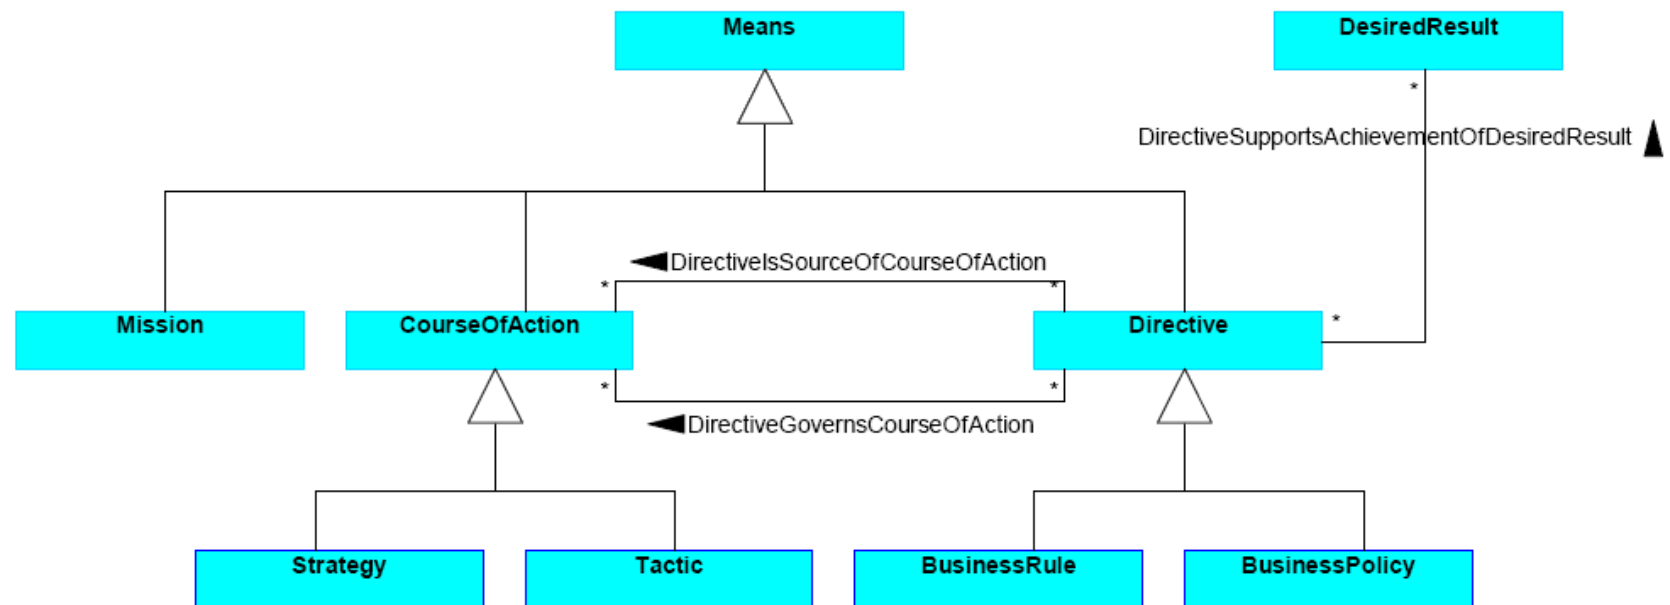 Means
DesiredResult
*
DirectiveSupportsAchievementOfDesiredResult
DirectiveIsSourceOfCourseOfAction
* *
Mission
CourseOfAction
Directive
*
* *
DirectiveGovernsCourseOfAction
Strategy
Tactic
BusinessRule
BusinessPolicy